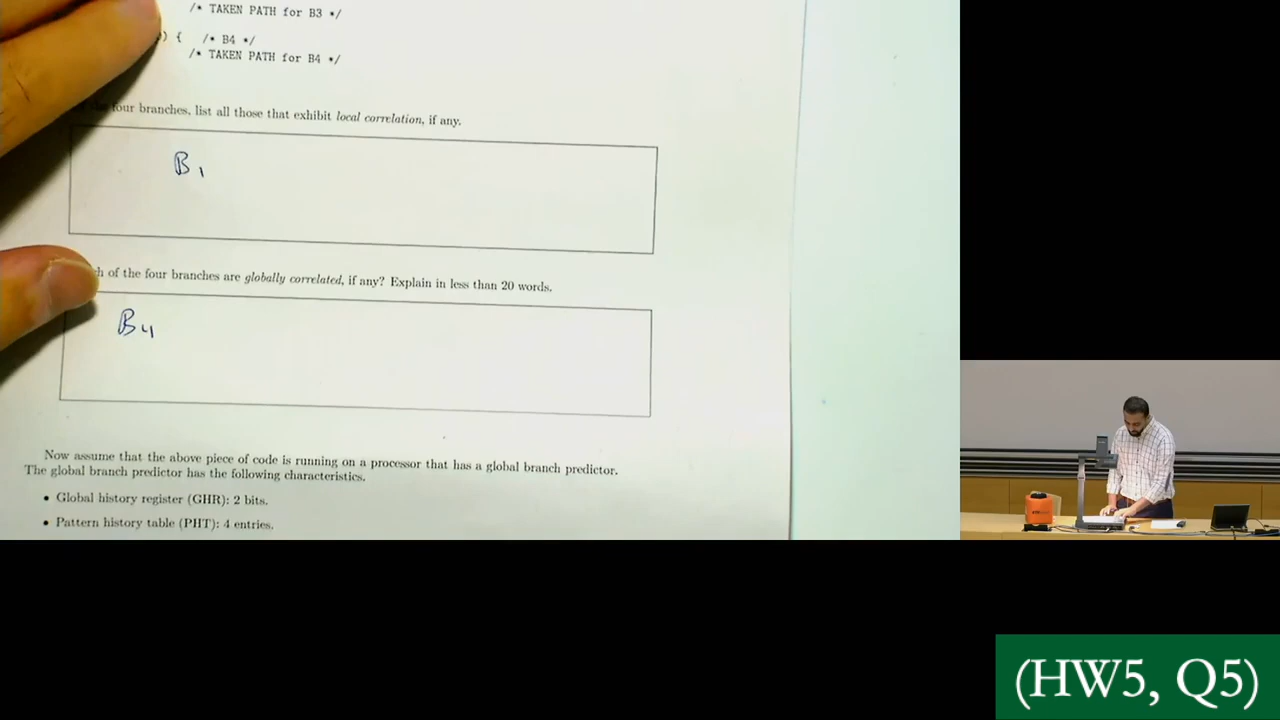 /* TAKEN PATH for B3 */
) { /* B4 */
/* TAKEN PATH for B4 */
four branches, list all those that exhibit local correlation, if any.
B1
of the four branches are globally correlated, if any? Explain in less than 20 words.
B4
Now assume that the above piece of code is running on a processor that has a global branch predictor.
The global branch predictor has the following characteristics.
• Global history register (GHR): 2 bits.
• Pattern history table (PHT): 4 entries.
(HW5, Q5)